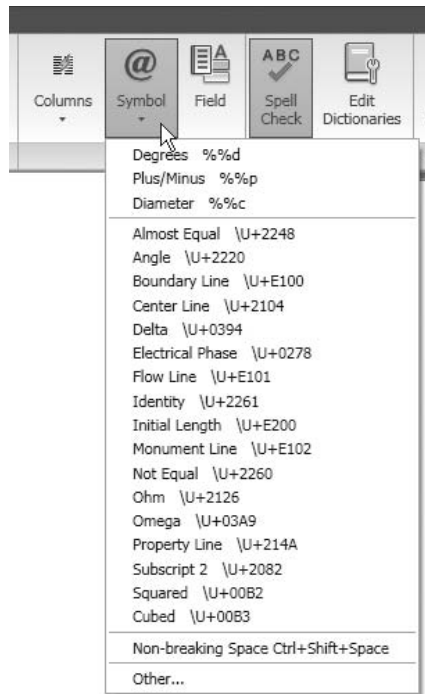 @
A
ABC
Columns Symbol Field Spell Check Edit Dictionaries
Degrees %%d
Plus/Minus %%p
Diameter %%c
Almost Equal \U+2248
Angle \U+2220
Boundary Line \U+E100
Center Line \U+2104
Delta \U+0394
Electrical Phase \U+0278
Flow Line \U+E101
Identity \U+2261
Initial Length \U+E200
Monument Line \U+E102
Not Equal \U+2260
Ohm \U+2126
Omega \U+03A9
Property Line \U+214A
Subscript 2 \U+2082
Squared \U+00B2
Cubed \U+00B3
Non-breaking Space Ctrl+Shift+Space
Other...